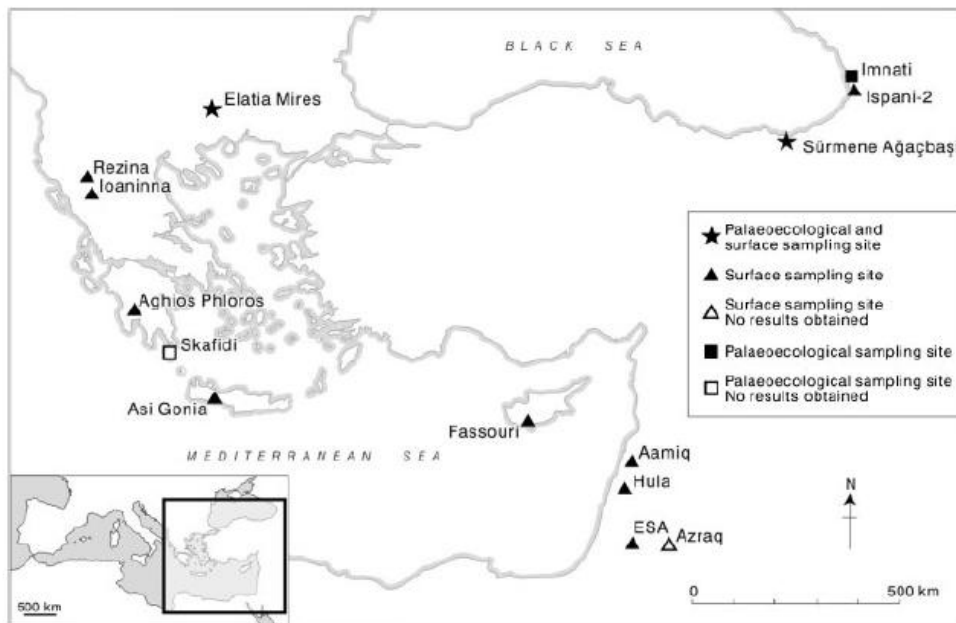 BLACK SEA
Imnati
Ispani-2
Elatia Mires
Sürmene Ağaçbaşi
Rezina
Ioaninna
Palaeoecological and
surface sampling site
Surface sampling site
Surface sampling site
No results obtained
Palaeoecological sampling site
Palaeoecological sampling site
No results obtained
Aghios Phloros
Skafidi
Asi Gonia
Fassouri
MEDITERRANEAN SEA
Aamiq
Hula
N
ESA
Azraq
0 500 km
500 km